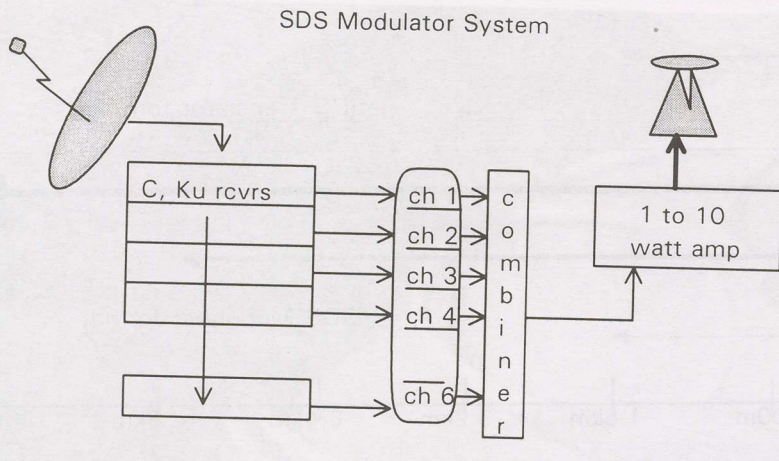 SDS Modulator System
C, Ku rcvrs
ch 1
ch 2
ch 3
ch 4
ch 6
combiner
1 to 10
watt amp